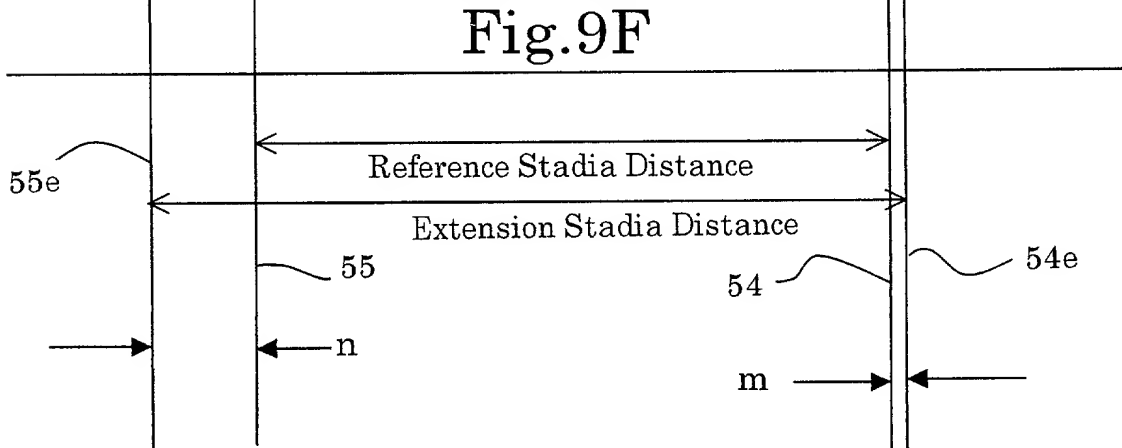 Fig.9F
Reference Stadia Distance
55e
Extension Stadia Distance
55
54
54e
n
m